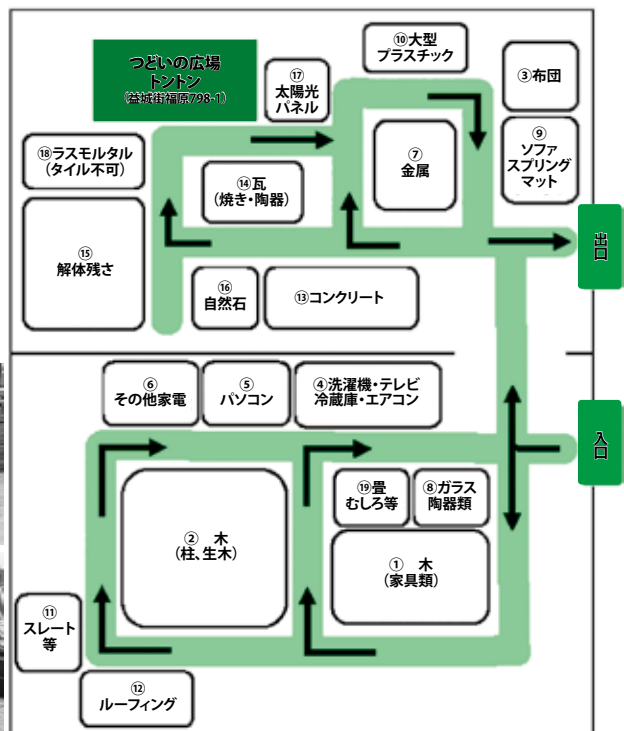 つどいの広場
トントン
(益城街福原798-1)
⑰
太陽光
パネル
⑩大型
プラスチック
③布団
⑨
ソファ
スプリング
マット
⑦
金属
⑱ラスモルタル
(タイル不可)
⑭瓦
(焼き・陶器)
⑮
解体残さ
⑯
自然石
⑬コンクリート
出口
⑥
その他家電
⑤
パソコン
④洗濯機・テレビ
冷蔵庫・エアコン
入口
② 木
(柱、生木)
⑲畳
むしろ等
⑧ガラス
陶器類
① 木
(家具類)
⑪
スレート
等
⑫
ルーフィング